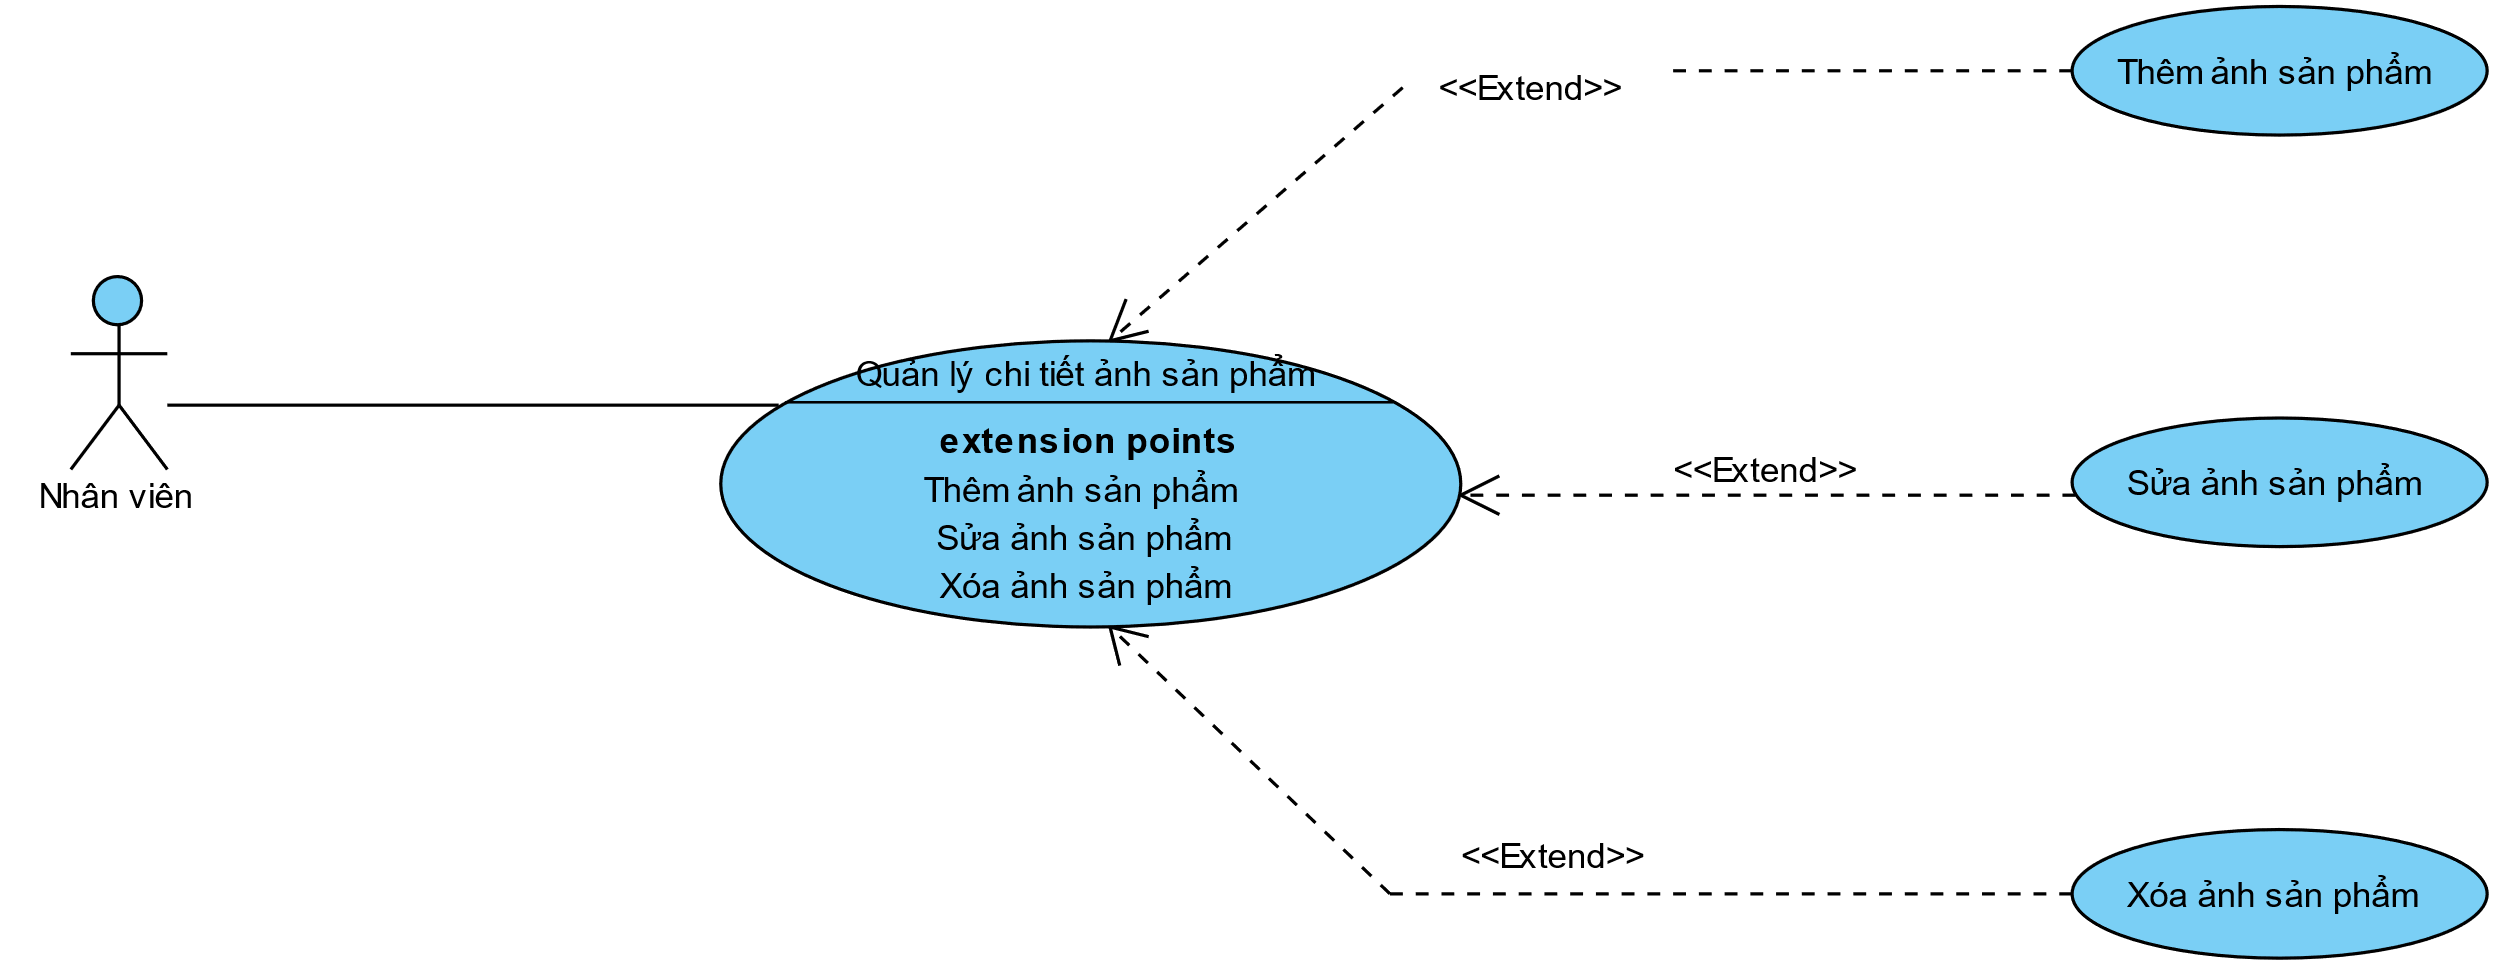 <<Extend>>
Thêm ảnh sản phẩm
Nhân viên
Quản lý chi tiết ảnh sản phẩm
extension points
Thêm ảnh sản phẩm
Sửa ảnh sản phẩm
Xóa ảnh sản phẩm
<<Extend>>
Sửa ảnh sản phẩm
<<Extend>>
Xóa ảnh sản phẩm